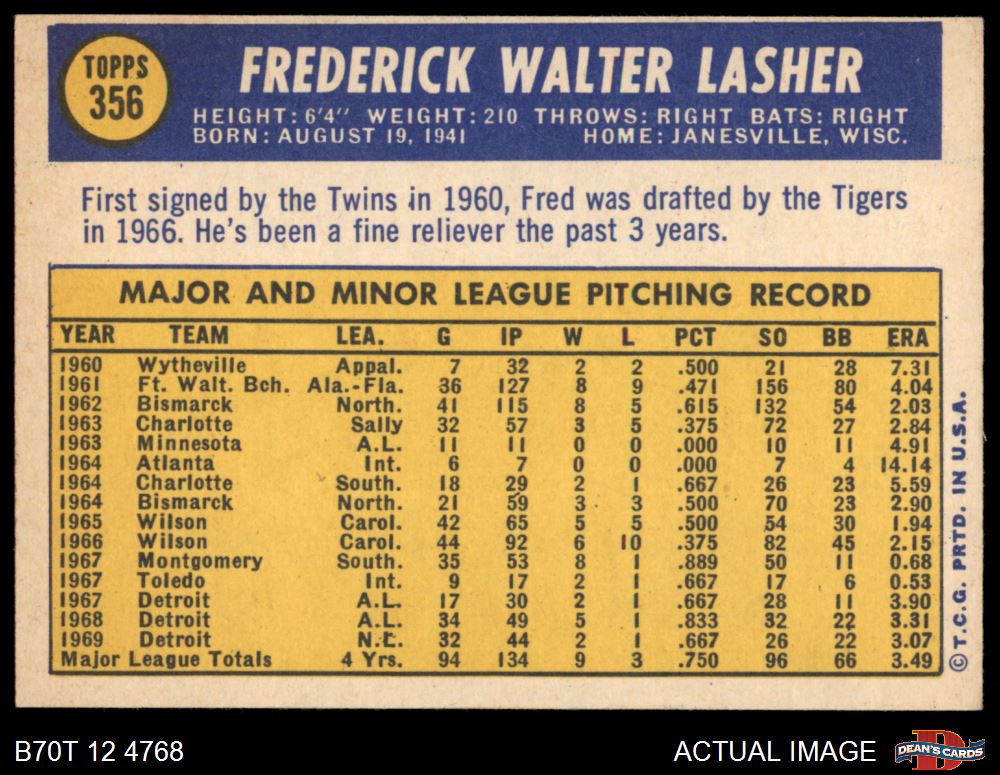 TOPPS
356
FREDERICK WALTER LASHER
HEIGHT: 6'4" WEIGHT: 210 THROWS: RIGHT BATS: RIGHT
BORN: AUGUST 19, 1941 HOME: JANESVILLE, WISC.
First signed by the Twins in 1960, Fred was drafted by the Tigers
in 1966. He's been a fine reliever the past 3 years.
MAJOR AND MINOR LEAGUE PITCHING RECORD
YEAR TEAM LEA. G IP W L PCT SO BB ERA
1960 Wytheville Appal. 7 32 2 2 .500 21 28 7.31
1961 Ft. Walt. Bch. Ala.-Fla. 36 127 8 9 .471 156 80 4.04
1962 Bismarck North. 41 115 8 5 .615 132 54 2.03
1963 Charlotte Sally 32 57 3 5 .375 72 27 2.84
1963 Minnesota A.L. 11 11 0 0 .000 10 11 4.91
1964 Atlanta Int. 6 7 0 0 .000 7 4 14.14
1964 Charlotte South. 18 29 2 1 .667 26 23 5.59
1964 Bismarck North. 21 59 3 3 .500 70 23 2.90
1965 Wilson Carol. 42 65 5 5 .500 54 30 1.94
1966 Wilson Carol. 44 92 6 10 .375 82 45 2.15
1967 Montgomery South. 35 53 8 1 .889 50 11 0.68
1967 Toledo Int. 9 17 2 1 .667 17 6 0.53
1967 Detroit A.L. 17 30 2 1 .667 28 11 3.90
1968 Detroit A.L. 34 49 5 1 .833 32 22 3.31
1969 Detroit N.L. 32 44 2 1 .667 26 22 3.07
Major League Totals 4 Yrs. 94 134 9 3 .750 96 66 3.49
© T.C.G. PRTD. IN U.S.A.
B70T 12 4768 ACTUAL IMAGE
DEAN'S CARDS